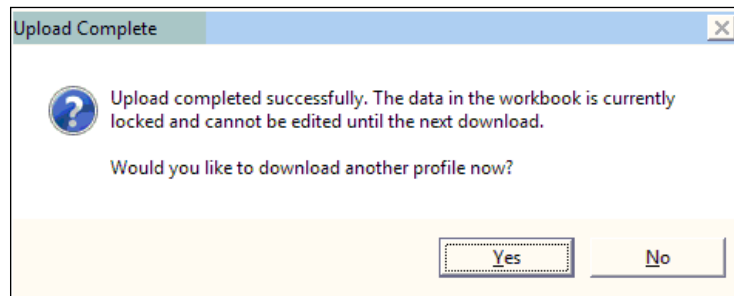 Upload Complete
Upload completed successfully. The data in the workbook is currently
locked and cannot be edited until the next download.
Would you like to download another profile now?
Yes No